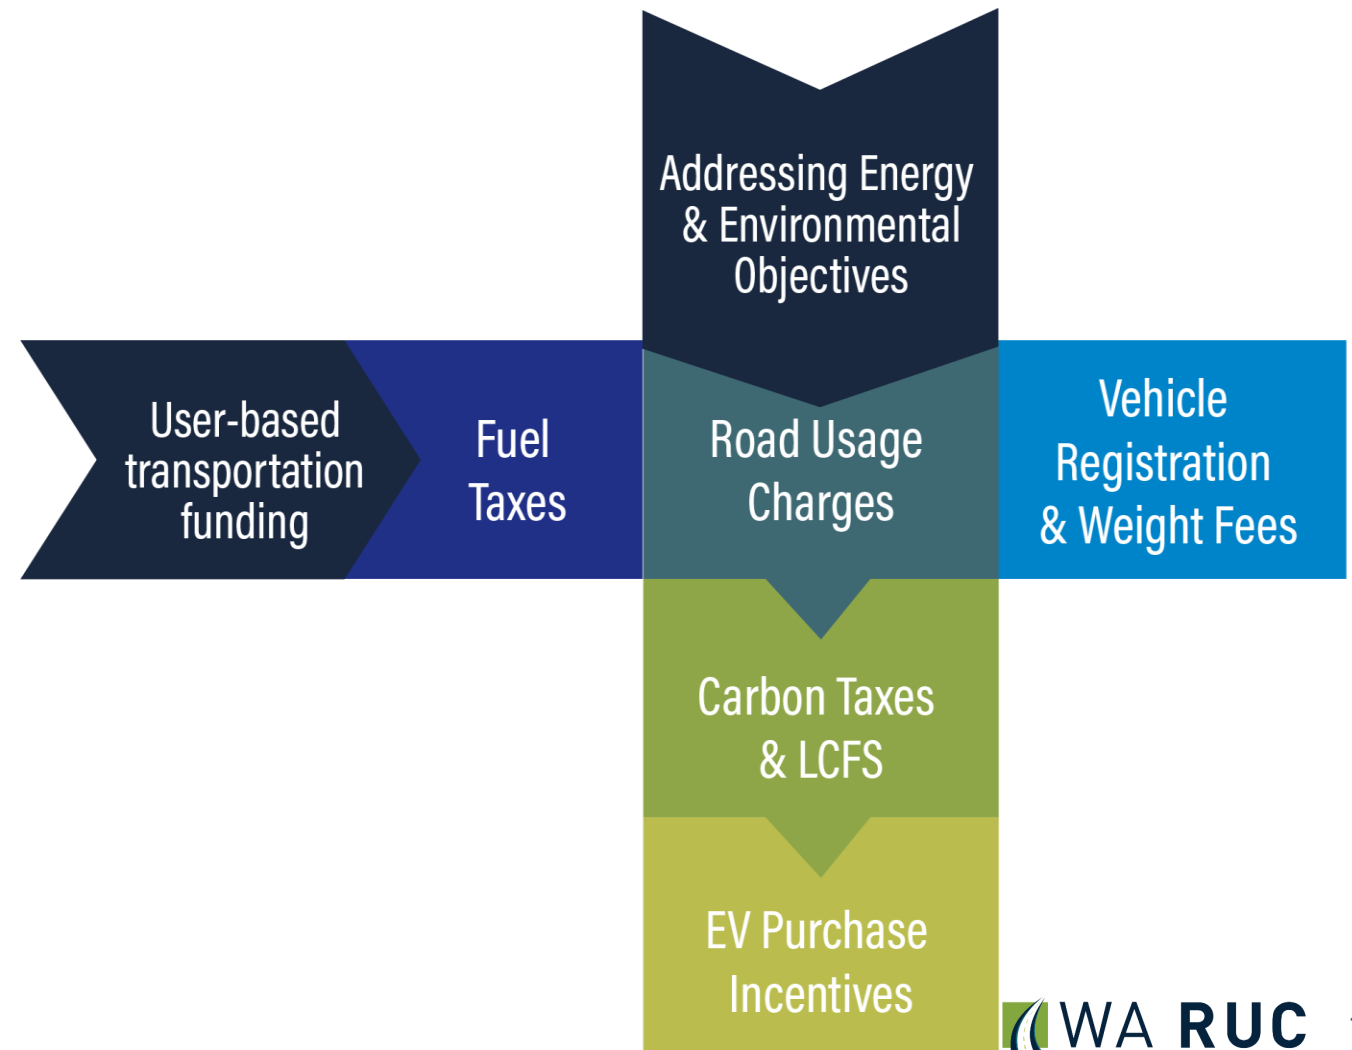 Addressing Energy
& Environmental
Objectives
User-based
transportation
funding
Fuel
Taxes
Road Usage
Charges
Vehicle
Registration
& Weight Fees
Carbon Taxes
& LCFS
EV Purchase
Incentives
WA RUC